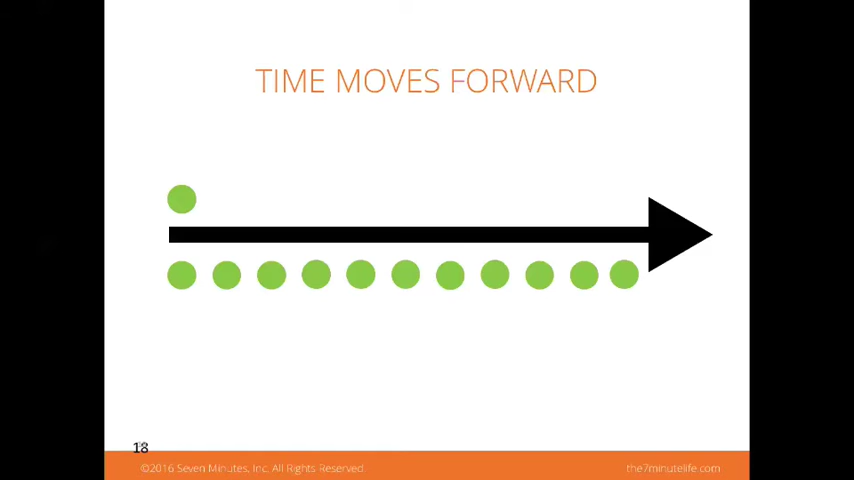 TIME MOVES FORWARD
18
©2016 Seven Minutes, Inc. All Rights Reserved.
the7minutelife.com